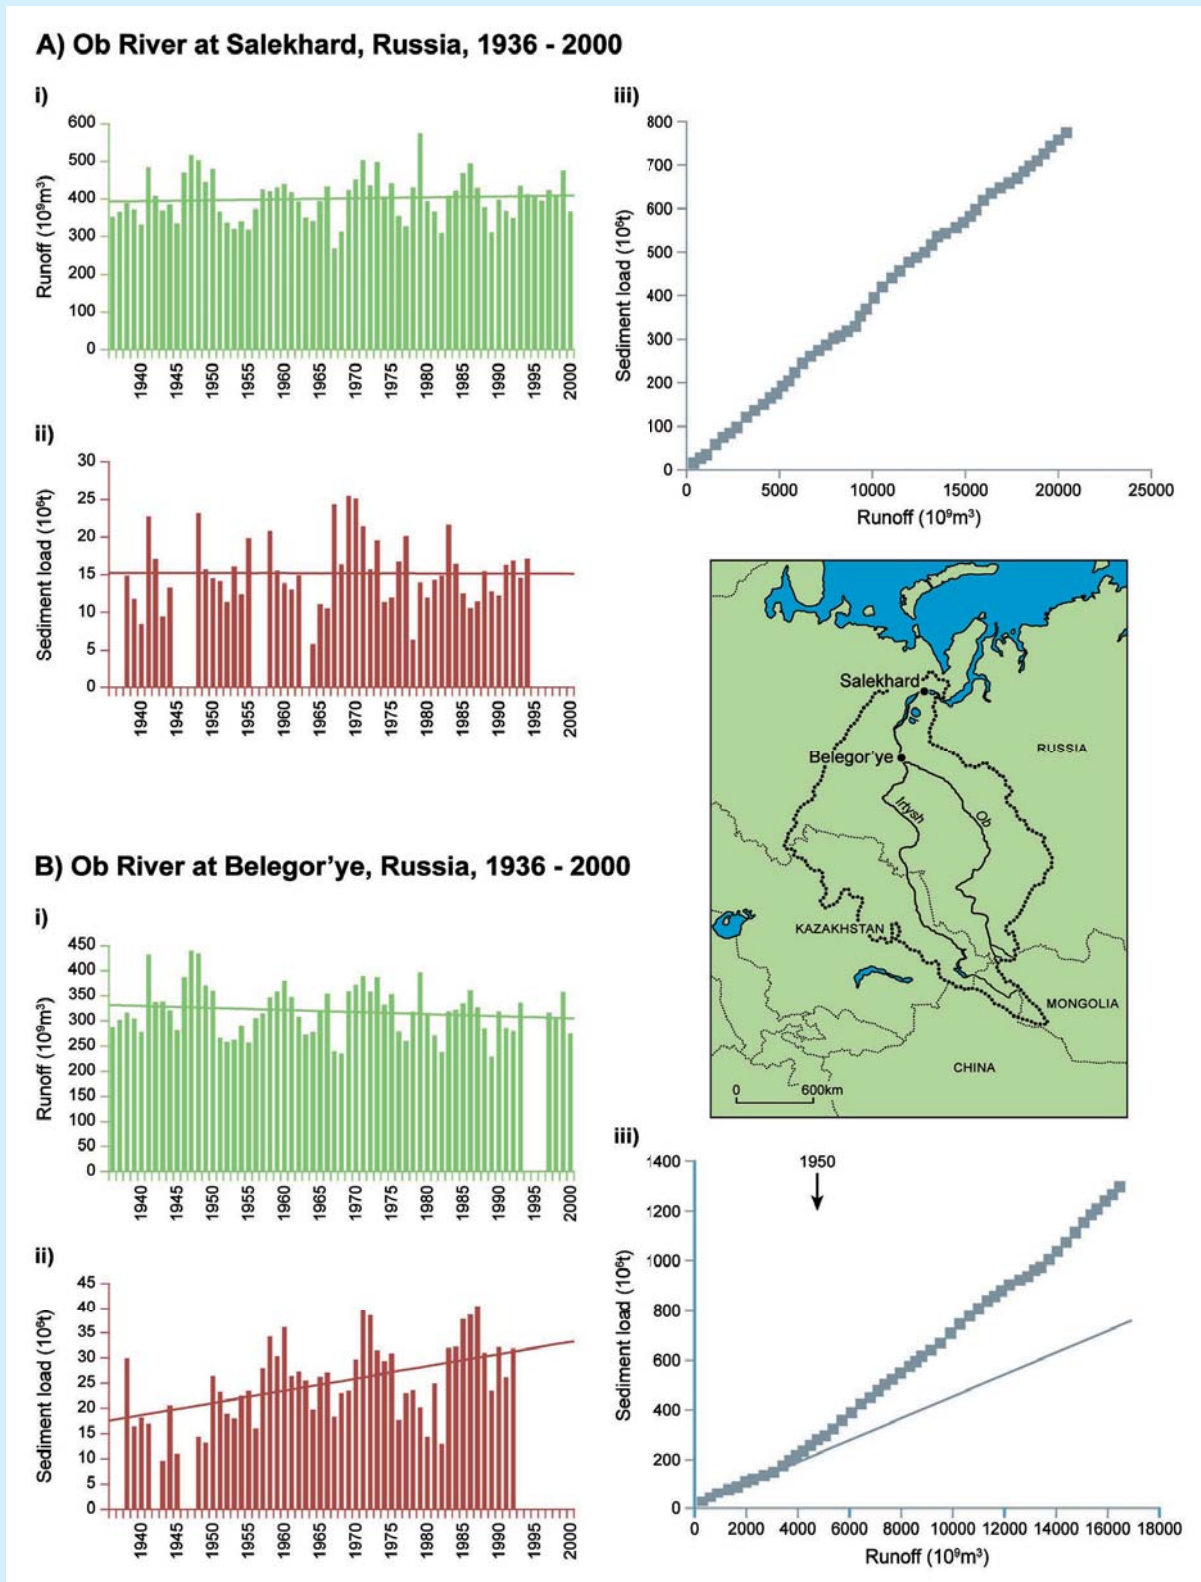 A) Ob River at Salekhard, Russia, 1936 - 2000
i)
600
500
400
300
200
100
0
Runoff (10⁹m³)
1940 1945 1950 1955 1960 1965 1970 1975 1980 1985 1990 1995 2000
ii)
30
25
20
15
10
5
0
Sediment load (10⁶t)
1940 1945 1950 1955 1960 1965 1970 1975 1980 1985 1990 1995 2000
iii)
800
700
600
500
400
300
200
100
0
Sediment load (10⁶t)
0 5000 10000 15000 20000 25000
Runoff (10⁹m³)
Salekhard
Belegor'ye
RUSSIA
Irtysh
Ob
KAZAKHSTAN
MONGOLIA
CHINA
0 600km
B) Ob River at Belegor'ye, Russia, 1936 - 2000
i)
450
400
350
300
250
200
150
100
50
0
Runoff (10⁹m³)
1940 1945 1950 1955 1960 1965 1970 1975 1980 1985 1990 1995 2000
ii)
45
40
35
30
25
20
15
10
5
0
Sediment load (10⁶t)
1940 1945 1950 1955 1960 1965 1970 1975 1980 1985 1990 1995 2000
iii)
1400
1200
1000
800
600
400
200
0
Sediment load (10⁶t)
1950
0 2000 4000 6000 8000 10000 12000 14000 16000 18000
Runoff (10⁹m³)